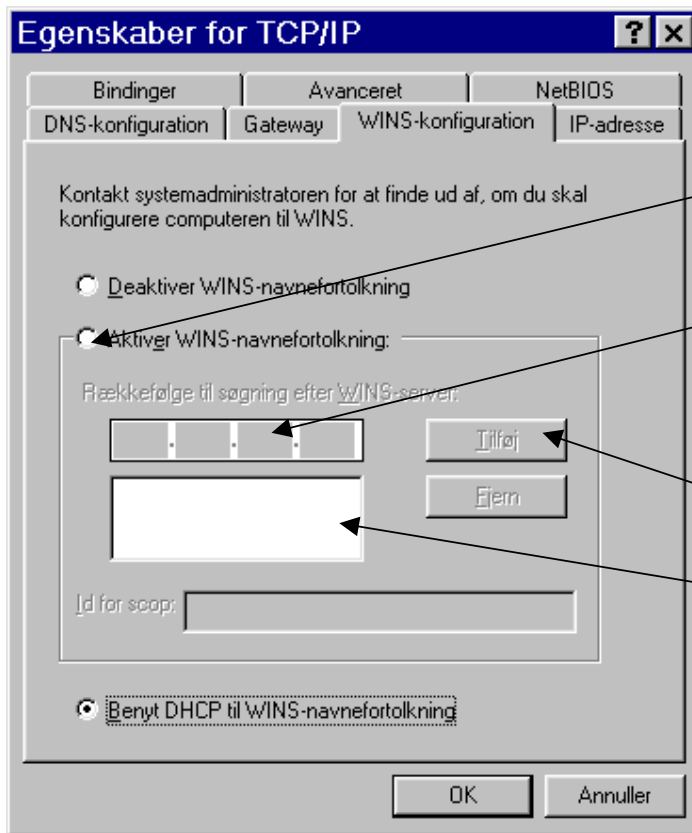 Egenskaber for TCP/IP
Bindinger Avanceret NetBIOS
DNS-konfiguration Gateway WINS-konfiguration IP-adresse
Kontakt systemadministratoren for at finde ud af, om du skal
konfigurere computeren til WINS.
Deaktiver WINS-navnefortolkning
Aktiver WINS-navnefortolkning:
Rækkefølge til søgning efter WINS-server:
Tilføj
Fjern
Id for scop:
Benyt DHCP til WINS-navnefortolkning
OK Annuller